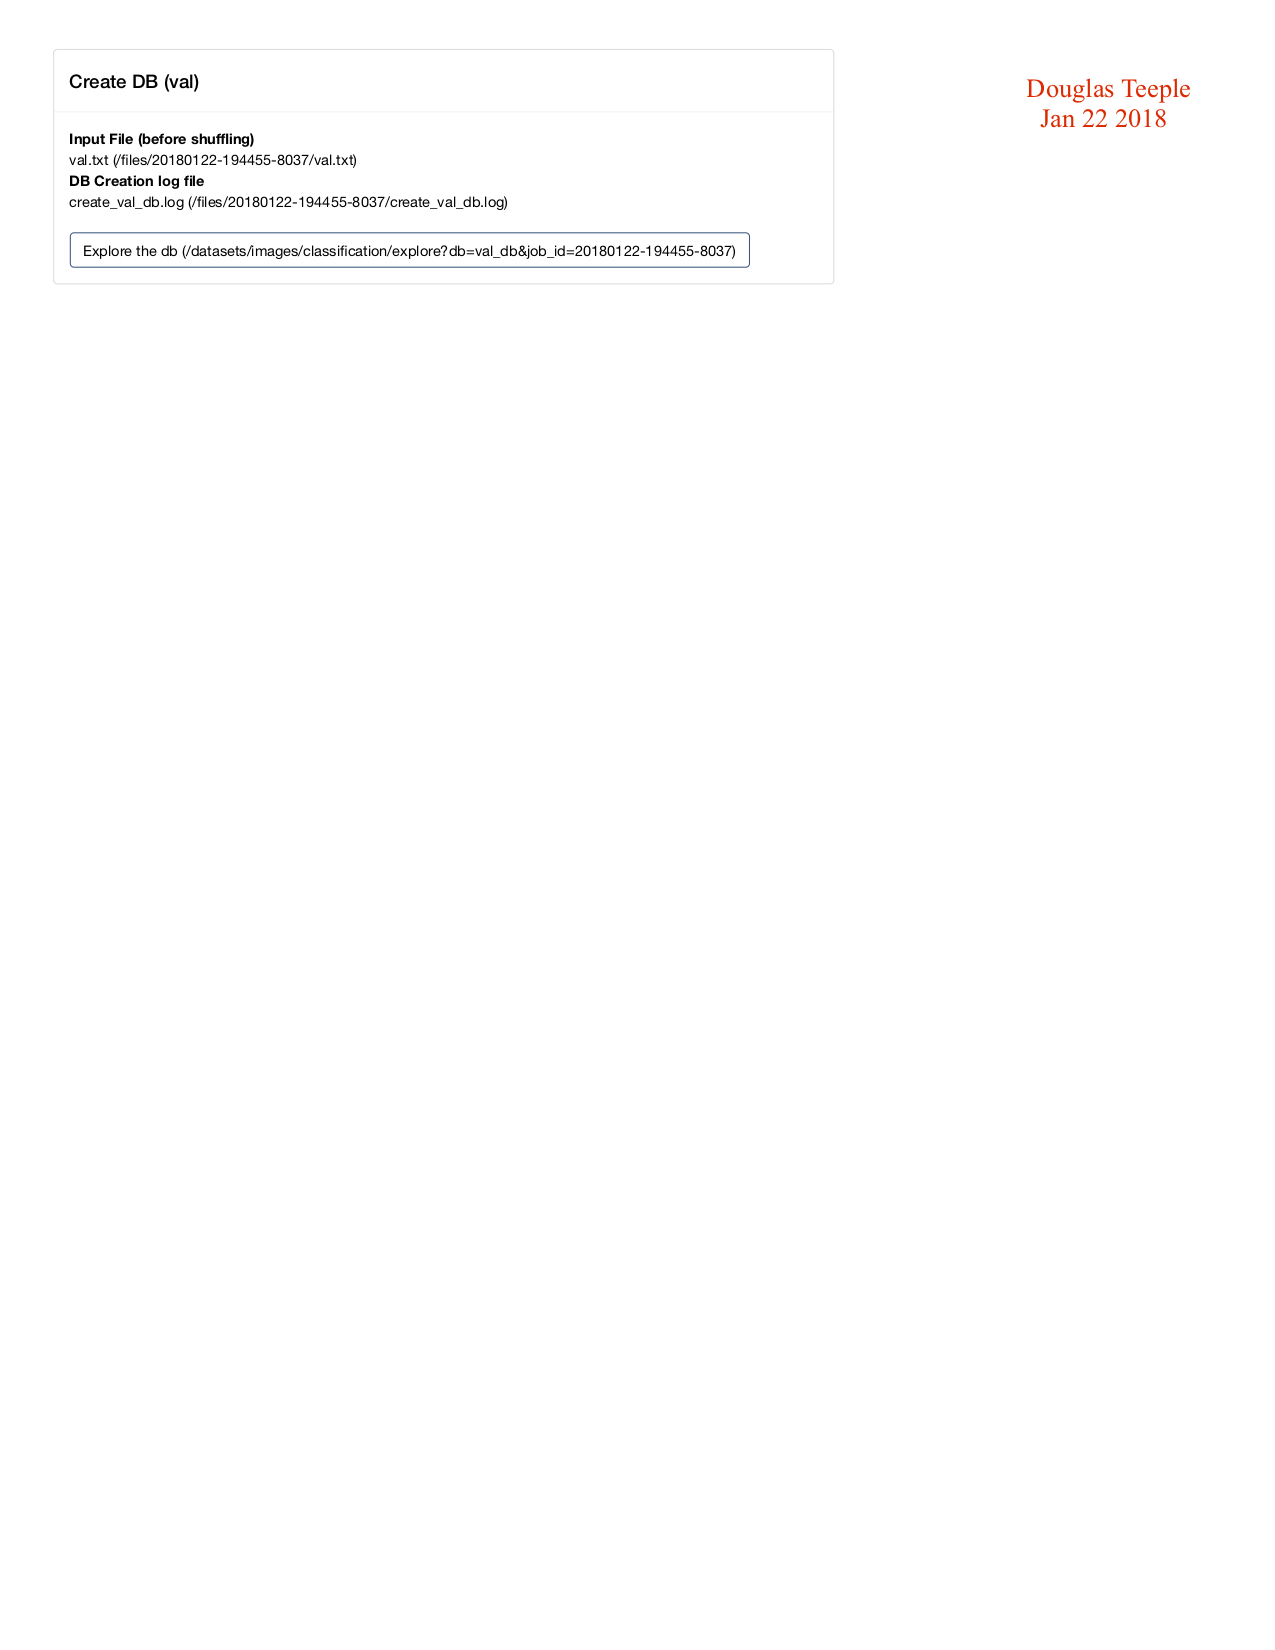 Create DB (val)
Input File (before shuffling)
val.txt (/files/20180122-194455-8037/val.txt)
DB Creation log file
create_val_db.log (/files/20180122-194455-8037/create_val_db.log)
Explore the db (/datasets/images/classification/explore?db=val_db&job_id=20180122-194455-8037)
Douglas Teeple
Jan 22 2018